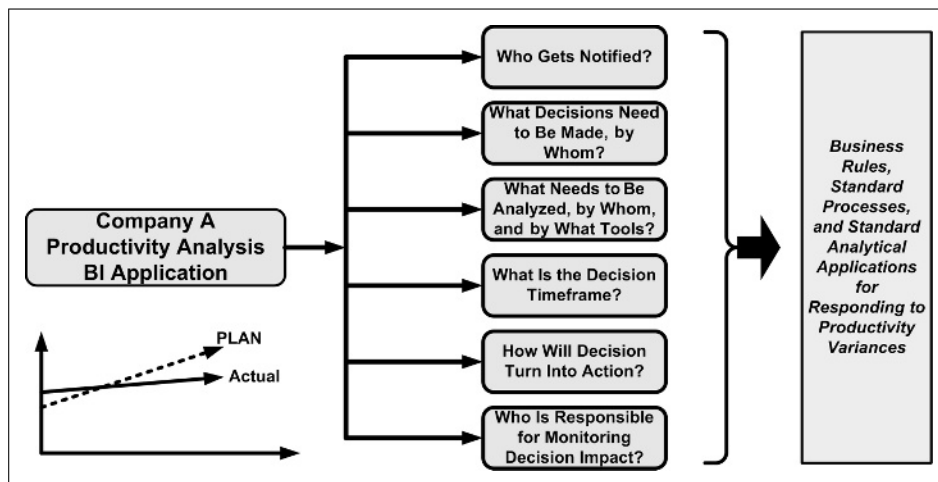 Company A
Productivity Analysis
BI Application
PLAN
Actual
Who Gets Notified?
What Decisions Need
to Be Made, by
Whom?
What Needs to Be
Analyzed, by Whom,
and by What Tools?
What Is the Decision
Timeframe?
How Will Decision
Turn Into Action?
Who Is Responsible
for Monitoring
Decision Impact?
Business
Rules,
Standard
Processes,
and Standard
Analytical
Applications
for
Responding to
Productivity
Variances